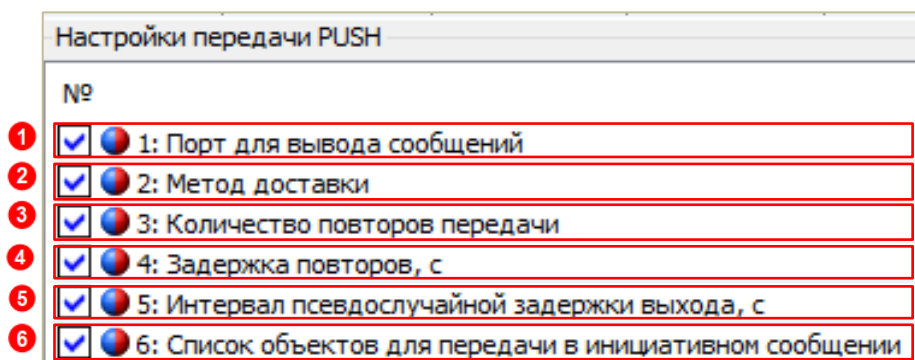 Настройки передачи PUSH
№
1 1: Порт для вывода сообщений
2 2: Метод доставки
3 3: Количество повторов передачи
4 4: Задержка повторов, с
5 5: Интервал псевдослучайной задержки выхода, с
6 6: Список объектов для передачи в инициативном сообщении